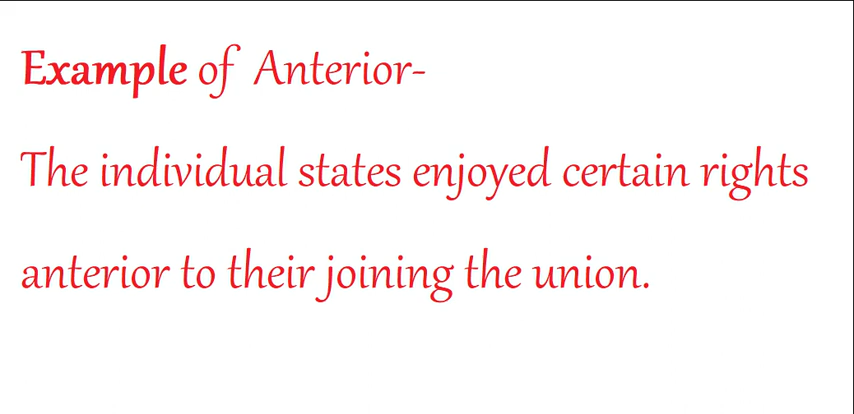 Example of Anterior-
The individual states enjoyed certain rights
anterior to their joining the union.